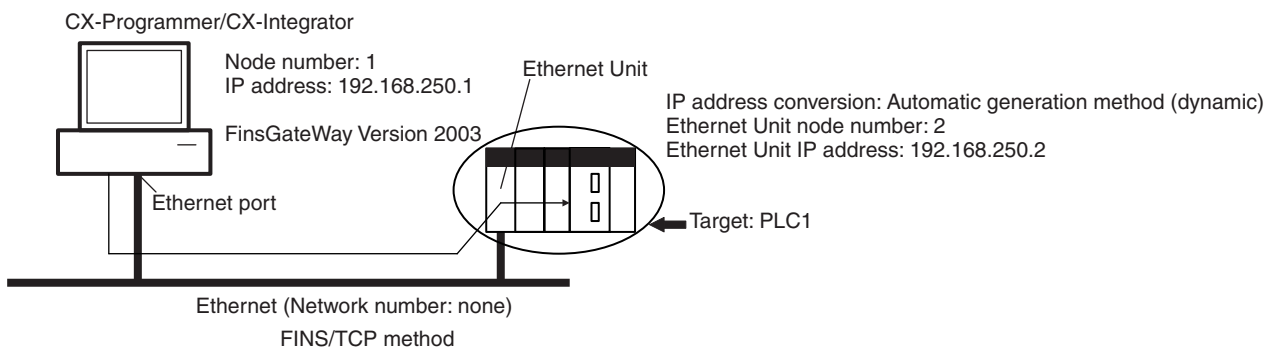 CX-Programmer/CX-Integrator
Node number: 1
IP address: 192.168.250.1
FinsGateWay Version 2003
Ethernet port
Ethernet Unit
IP address conversion: Automatic generation method (dynamic)
Ethernet Unit node number: 2
Ethernet Unit IP address: 192.168.250.2
Target: PLC1
Ethernet (Network number: none)
FINS/TCP method